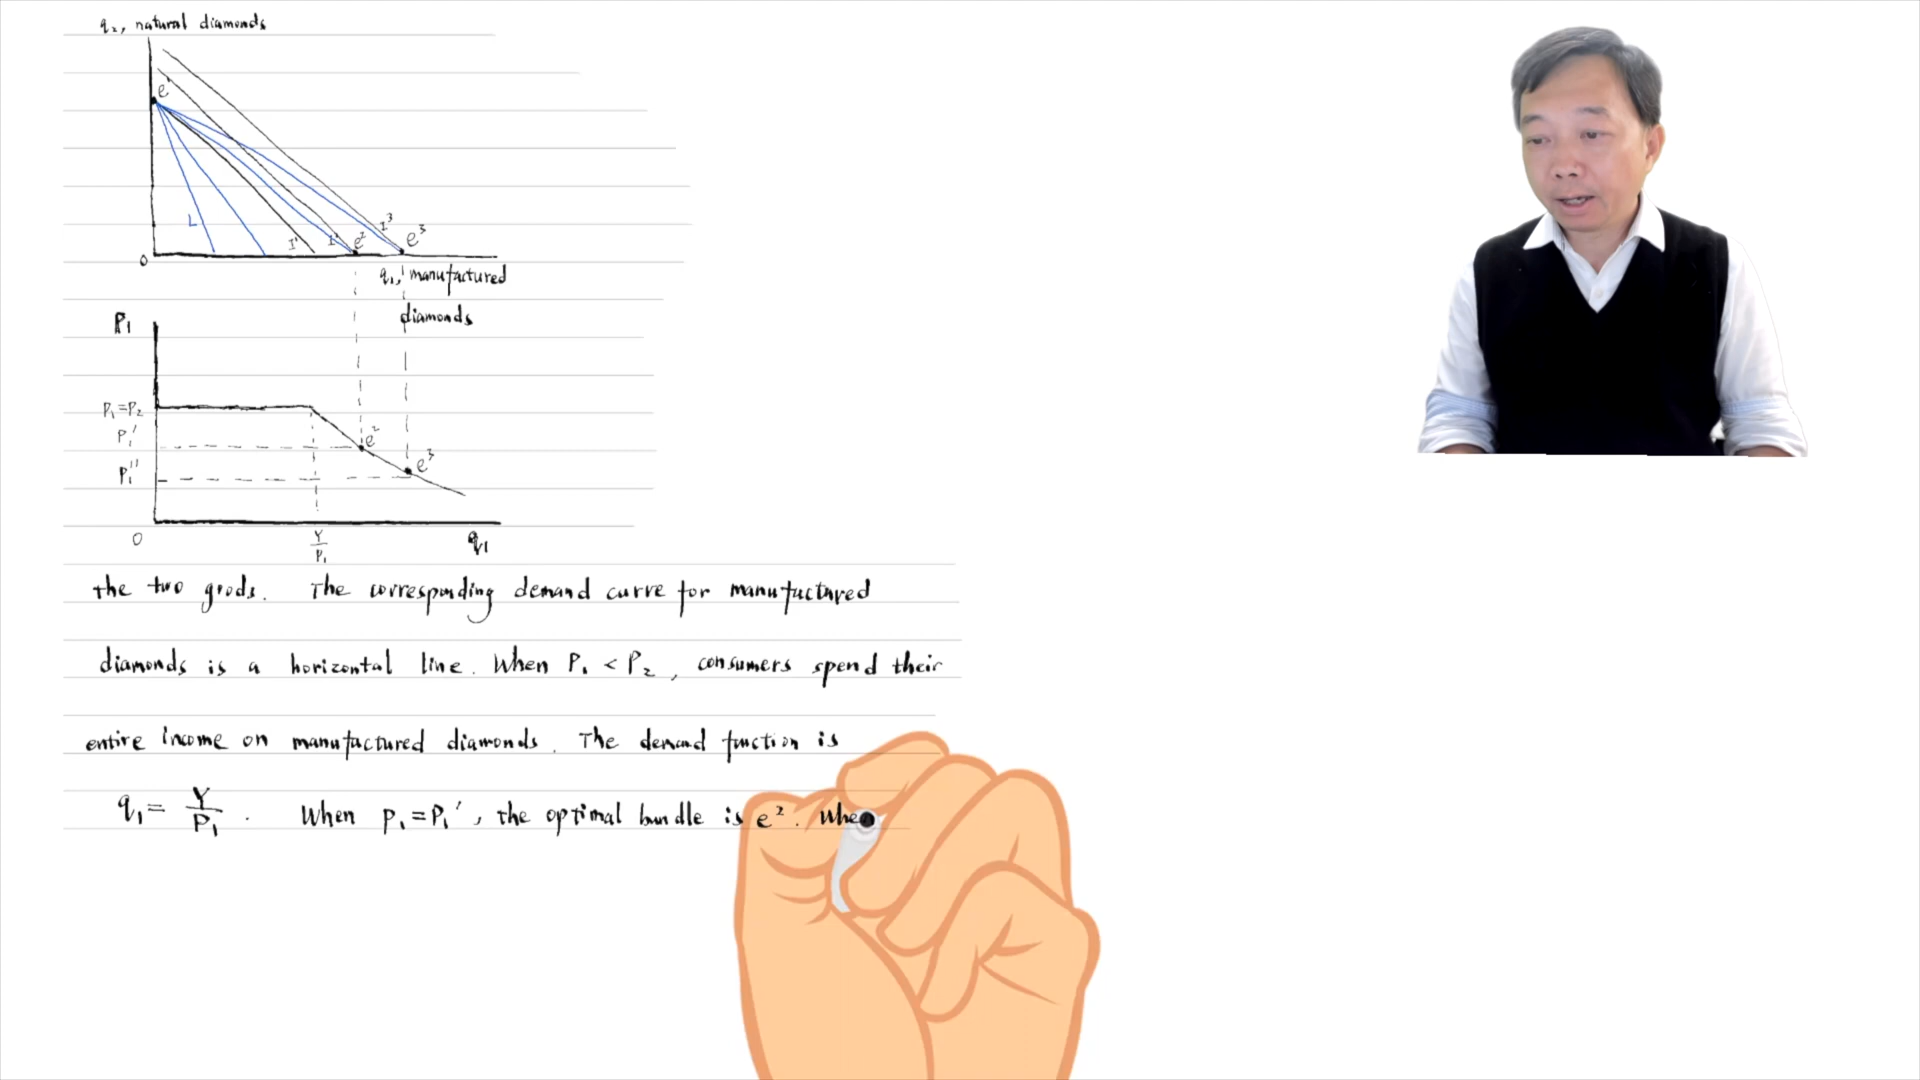 q₂, natural diamonds
e¹
L
I¹
I²
e²
I³
e³
0
q₁, manufactured
diamonds
P₁
P₁=P₂
P₁'
e²
P₁''
e³
0
Y/P₁
q₁
the two goods. The corresponding demand curve for manufactured
diamonds is a horizontal line. When P₁ < P₂, consumers spend their
entire income on manufactured diamonds. The demand function is
q₁ = Y/P₁. When P₁=P₁', the optimal bundle is e². Whe